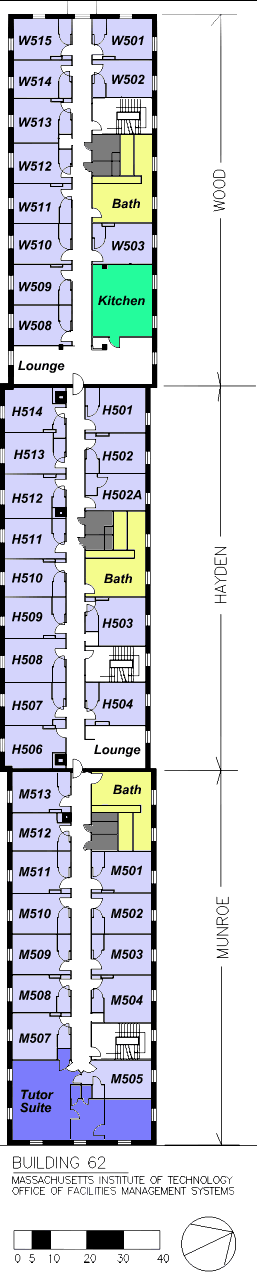 W515 W501
W514 W502
W513
W512
W511 Bath
W510 W503
W509 Kitchen
W508
Lounge
WOOD
H514 H501
H513 H502
H512 H502A
H511
H510 Bath
H509 H503
H508
H507 H504
H506 Lounge
HAYDEN
M513 Bath
M512
M511 M501
M510 M502
M509 M503
M508 M504
M507
M505
Tutor
Suite
MUNROE
BUILDING 62
MASSACHUSETTS INSTITUTE OF TECHNOLOGY
OFFICE OF FACILITIES MANAGEMENT SYSTEMS
0 5 10 20 30 40